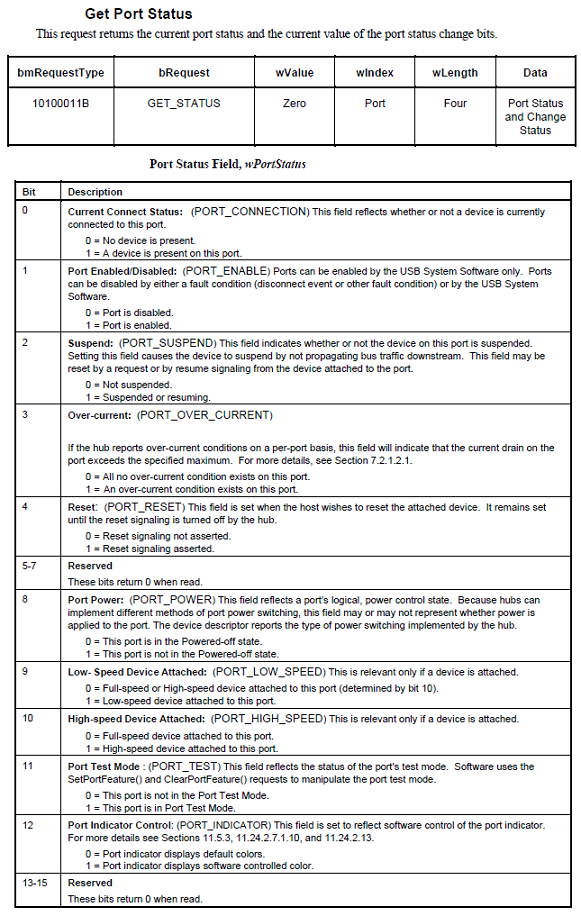 Get Port Status
This request returns the current port status and the current value of the port status change bits.
bmRequestType bRequest wValue wIndex wLength Data
10100011B GET_STATUS Zero Port Four Port Status
and Change
Status
Port Status Field, wPortStatus
Bit Description
0 Current Connect Status: (PORT_CONNECTION) This field reflects whether or not a device is currently
connected to this port.
0 = No device is present.
1 = A device is present on this port.
1 Port Enabled/Disabled: (PORT_ENABLE) Ports can be enabled by the USB System Software only. Ports
can be disabled by either a fault condition (disconnect event or other fault condition) or by the USB System
Software.
0 = Port is disabled.
1 = Port is enabled.
2 Suspend: (PORT_SUSPEND) This field indicates whether or not the device on this port is suspended.
Setting this field causes the device to suspend by not propagating bus traffic downstream. This field may be
reset by a request or by resume signaling from the device attached to the port.
0 = Not suspended.
1 = Suspended or resuming.
3 Over-current: (PORT_OVER_CURRENT)
If the hub reports over-current conditions on a per-port basis, this field will indicate that the current drain on the
port exceeds the specified maximum. For more details, see Section 7.2.1.2.1.
0 = All no over-current condition exists on this port.
1 = An over-current condition exists on this port.
4 Reset: (PORT_RESET) This field is set when the host wishes to reset the attached device. It remains set
until the reset signaling is turned off by the hub.
0 = Reset signaling not asserted.
1 = Reset signaling asserted.
5-7 Reserved
These bits return 0 when read.
8 Port Power: (PORT_POWER) This field reflects a port's logical, power control state. Because hubs can
implement different methods of port power switching, this field may or may not represent whether power is
applied to the port. The device descriptor reports the type of power switching implemented by the hub.
0 = This port is in the Powered-off state.
1 = This port is not in the Powered-off state.
9 Low- Speed Device Attached: (PORT_LOW_SPEED) This is relevant only if a device is attached.
0 = Full-speed or High-speed device attached to this port (determined by bit 10).
1 = Low-speed device attached to this port.
10 High-speed Device Attached: (PORT_HIGH_SPEED) This is relevant only if a device is attached.
0 = Full-speed device attached to this port.
1 = High-speed device attached to this port.
11 Port Test Mode : (PORT_TEST) This field reflects the status of the port's test mode. Software uses the
SetPortFeature() and ClearPortFeature() requests to manipulate the port test mode.
0 = This port is not in the Port Test Mode.
1 = This port is in Port Test Mode.
12 Port Indicator Control: (PORT_INDICATOR) This field is set to reflect software control of the port indicator.
For more details see Sections 11.5.3, 11.24.2.7.1.10, and 11.24.2.13.
0 = Port indicator displays default colors.
1 = Port indicator displays software controlled color.
13-15 Reserved
These bits return 0 when read.